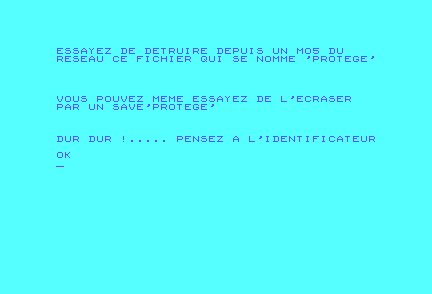 ESSAYEZ DE DETRUIRE DEPUIS UN MO5 DU
RESEAU CE FICHIER QUI SE NOMME 'PROTEGE'
VOUS POUVEZ MEME ESSAYEZ DE L'ECRASER
PAR UN SAVE'PROTEGE'
DUR DUR !..... PENSEZ A L'IDENTIFICATEUR
OK